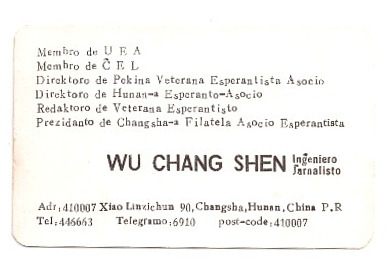 Membro de U E A
Membro de Ĉ E L
Direktoro de Pekina Veterana Esperantista Asocio
Direktoro de Hunan-a Esperanto-Asocio
Redaktoro de Veterana Esperantisto
Prezidanto de Changsha-a Filatela Asocio Esperantista
WU CHANG SHEN Ingeniero Ĵurnalisto
Adr:410007 Xiao Linzichun 90,Changsha,Hunan,China P.R
Tel:446663 Telegramo:6910 post-code:410007